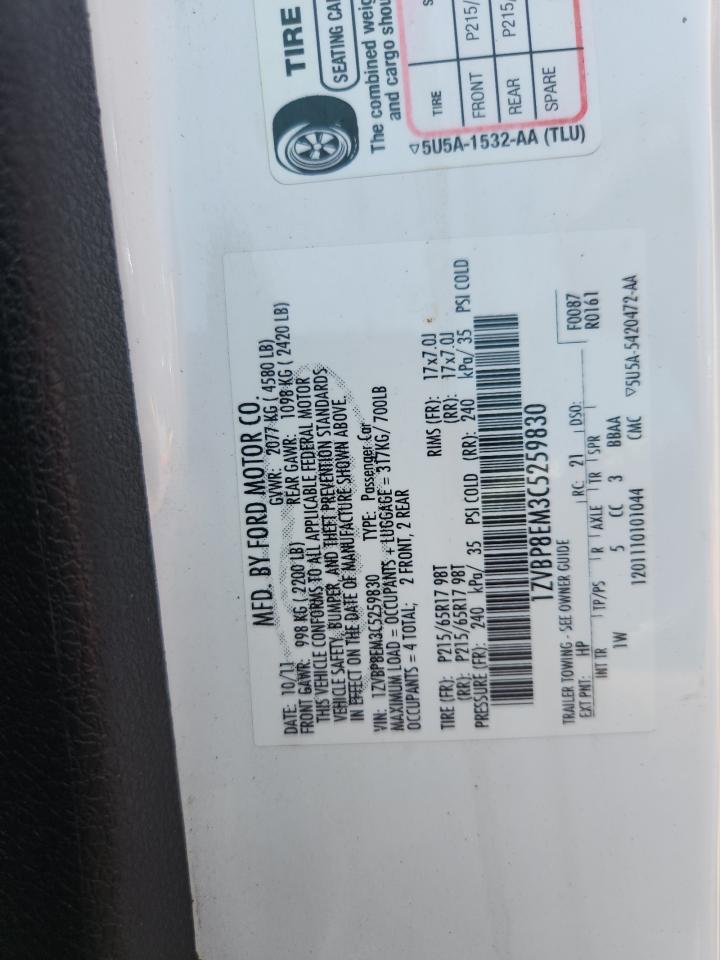 TIRE
SEATING CA
The combined weig
and cargo shou
TIRE S
FRONT P215/
REAR P215
SPARE
▽5U5A-1532-AA (TLU)
MFD. BY FORD MOTOR CO.
DATE: 10/11 GVWR: 2077 KG ( 4580 LB)
FRONT GAWR: 998 KG ( 2200 LB) REAR GAWR: 1098 KG ( 2420 LB)
THIS VEHICLE CONFORMS TO ALL APPLICABLE FEDERAL MOTOR
VEHICLE SAFETY, BUMPER, AND THEFT PREVENTION STANDARDS
IN EFFECT ON THE DATE OF MANUFACTURE SHOWN ABOVE.
VIN: 1ZVBP8EM3C5259830 TYPE: Passenger Car
MAXIMUM LOAD = OCCUPANTS + LUGGAGE = 317KG/ 700LB
OCCUPANTS = 4 TOTAL; 2 FRONT, 2 REAR
TIRE (FR): P215/65R17 98T RIMS (FR): 17x7.0J
(RR): P215/65R17 98T (RR): 17x7.0J
PRESSURE (FR): 240 kPa/ 35 PSI COLD (RR): 240 kPa/ 35 PSI COLD
1ZVBP8EM3C5259830
TRAILER TOWING - SEE OWNER GUIDE
EXT PNT: HP RC: 21 DSO: F0087
R0161
INT TR TP/PS R AXLE TR SPR
1W 5 CC 3 BBAA
12011110101044 CMC ▽5U5A-5420472-AA